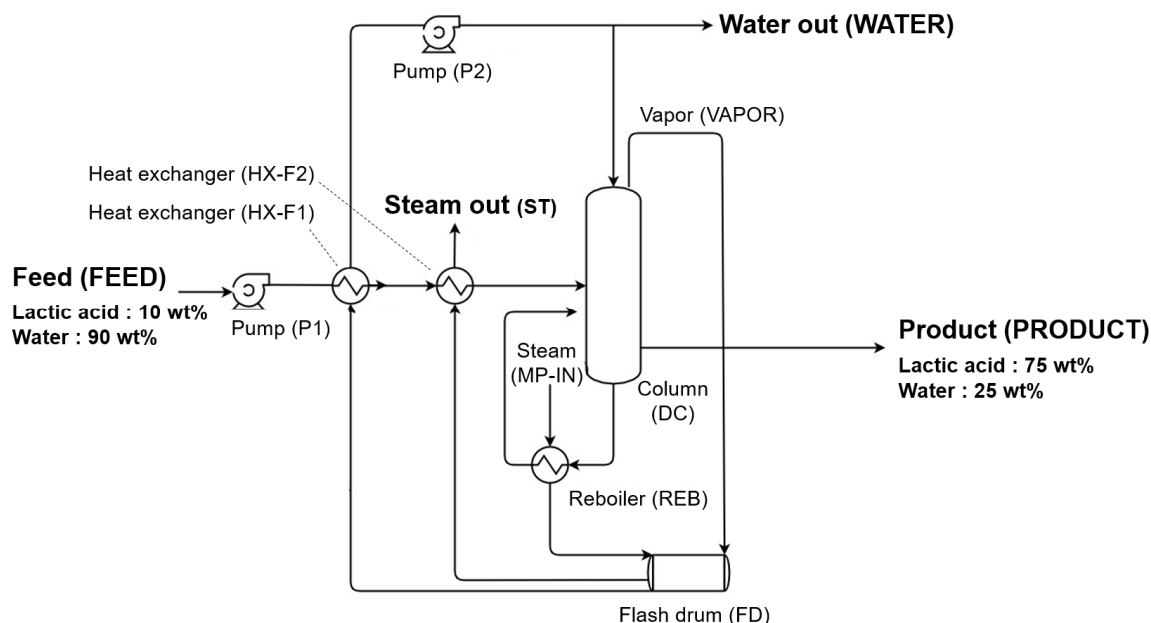 Water out (WATER)
Pump (P2)
Vapor (VAPOR)
Heat exchanger (HX-F2)
Heat exchanger (HX-F1)
Steam out (ST)
Feed (FEED)
Lactic acid : 10 wt%
Water : 90 wt%
Pump (P1)
Steam
(MP-IN)
Product (PRODUCT)
Lactic acid : 75 wt%
Water : 25 wt%
Column
(DC)
Reboiler (REB)
Flash drum (FD)